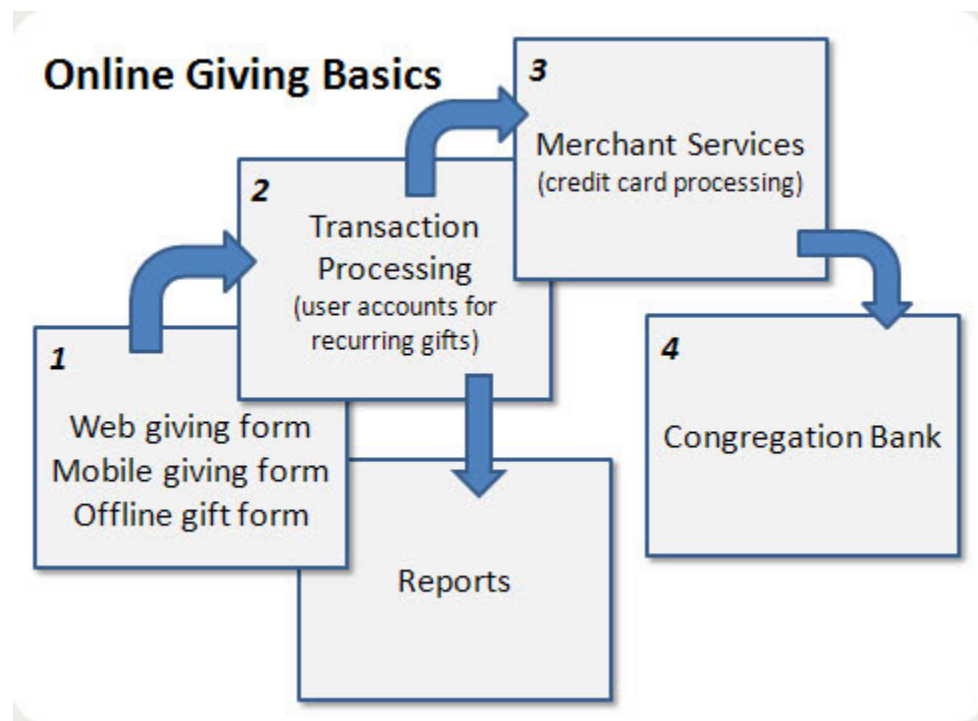 Online Giving Basics
1
Web giving form
Mobile giving form
Offline gift form
2
Transaction
Processing
(user accounts for
recurring gifts)
3
Merchant Services
(credit card processing)
4
Congregation Bank
Reports